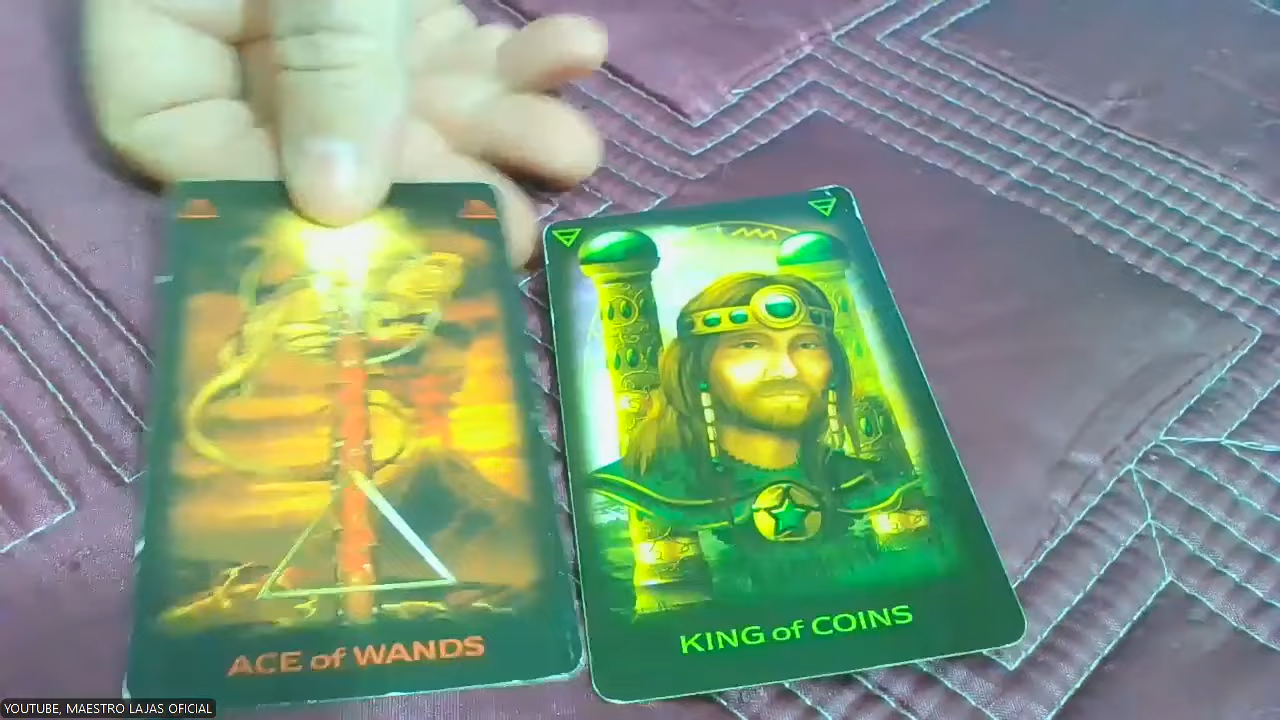 ACE of WANDS
KING of COINS
YOUTUBE, MAESTRO LAJAS OFICIAL